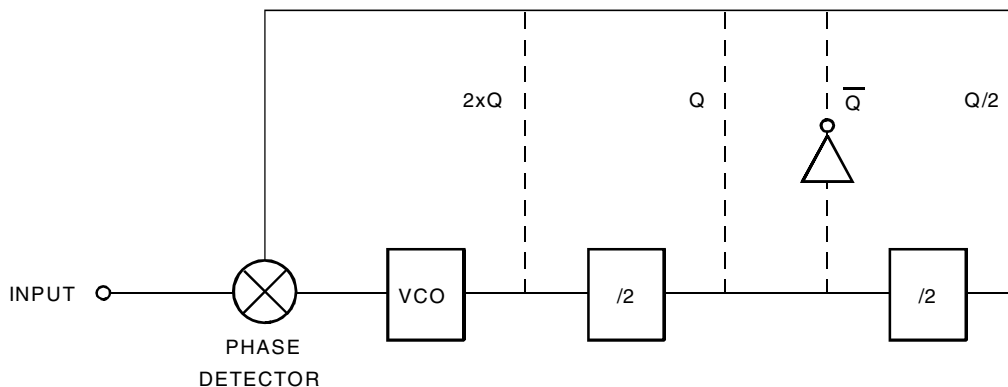 2xQ
Q
Q̅
Q/2
INPUT
VCO
/2
/2
PHASE
DETECTOR